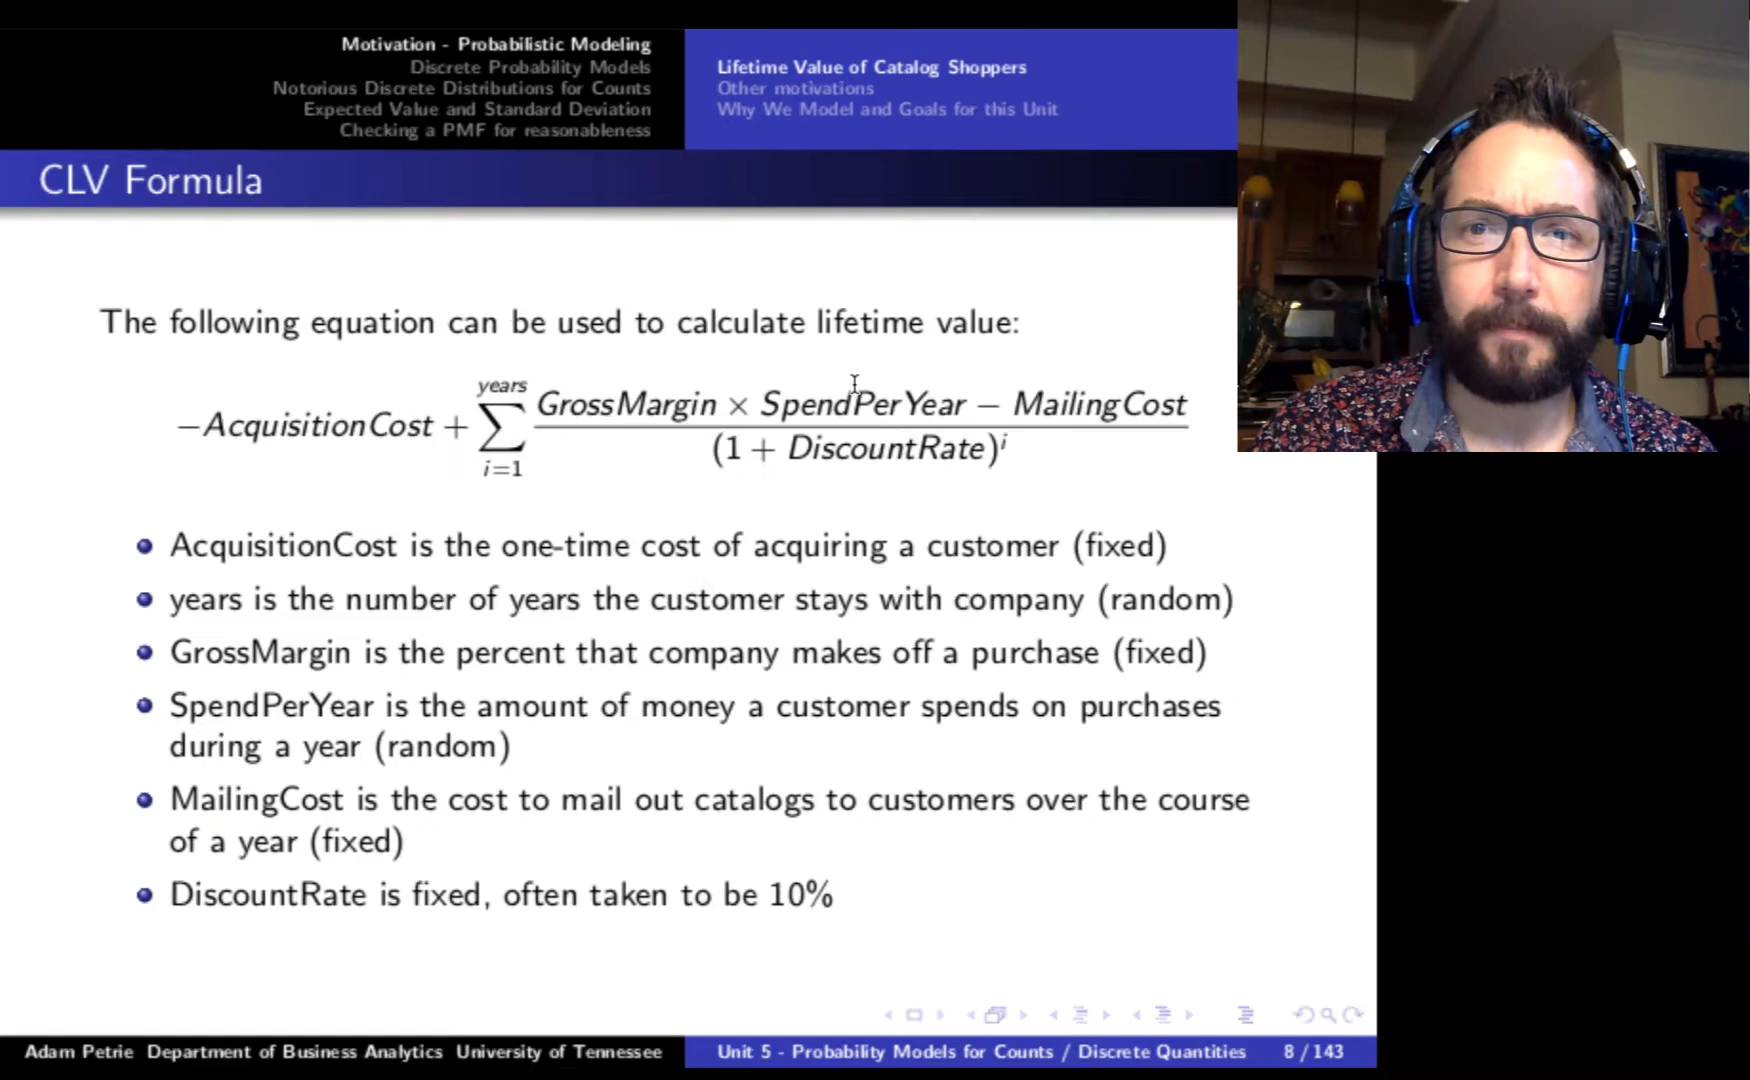 Motivation - Probabilistic Modeling
Discrete Probability Models
Notorious Discrete Distributions for Counts
Expected Value and Standard Deviation
Checking a PMF for reasonableness
Lifetime Value of Catalog Shoppers
Other motivations
Why We Model and Goals for this Unit
CLV Formula
The following equation can be used to calculate lifetime value:
−AcquisitionCost + ∑_{i=1}^{years} (GrossMargin × SpendPerYear − MailingCost) / (1 + DiscountRate)^i
• AcquisitionCost is the one-time cost of acquiring a customer (fixed)
• years is the number of years the customer stays with company (random)
• GrossMargin is the percent that company makes off a purchase (fixed)
• SpendPerYear is the amount of money a customer spends on purchases
during a year (random)
• MailingCost is the cost to mail out catalogs to customers over the course
of a year (fixed)
• DiscountRate is fixed, often taken to be 10%
Adam Petrie Department of Business Analytics University of Tennessee
Unit 5 - Probability Models for Counts / Discrete Quantities 8 / 143